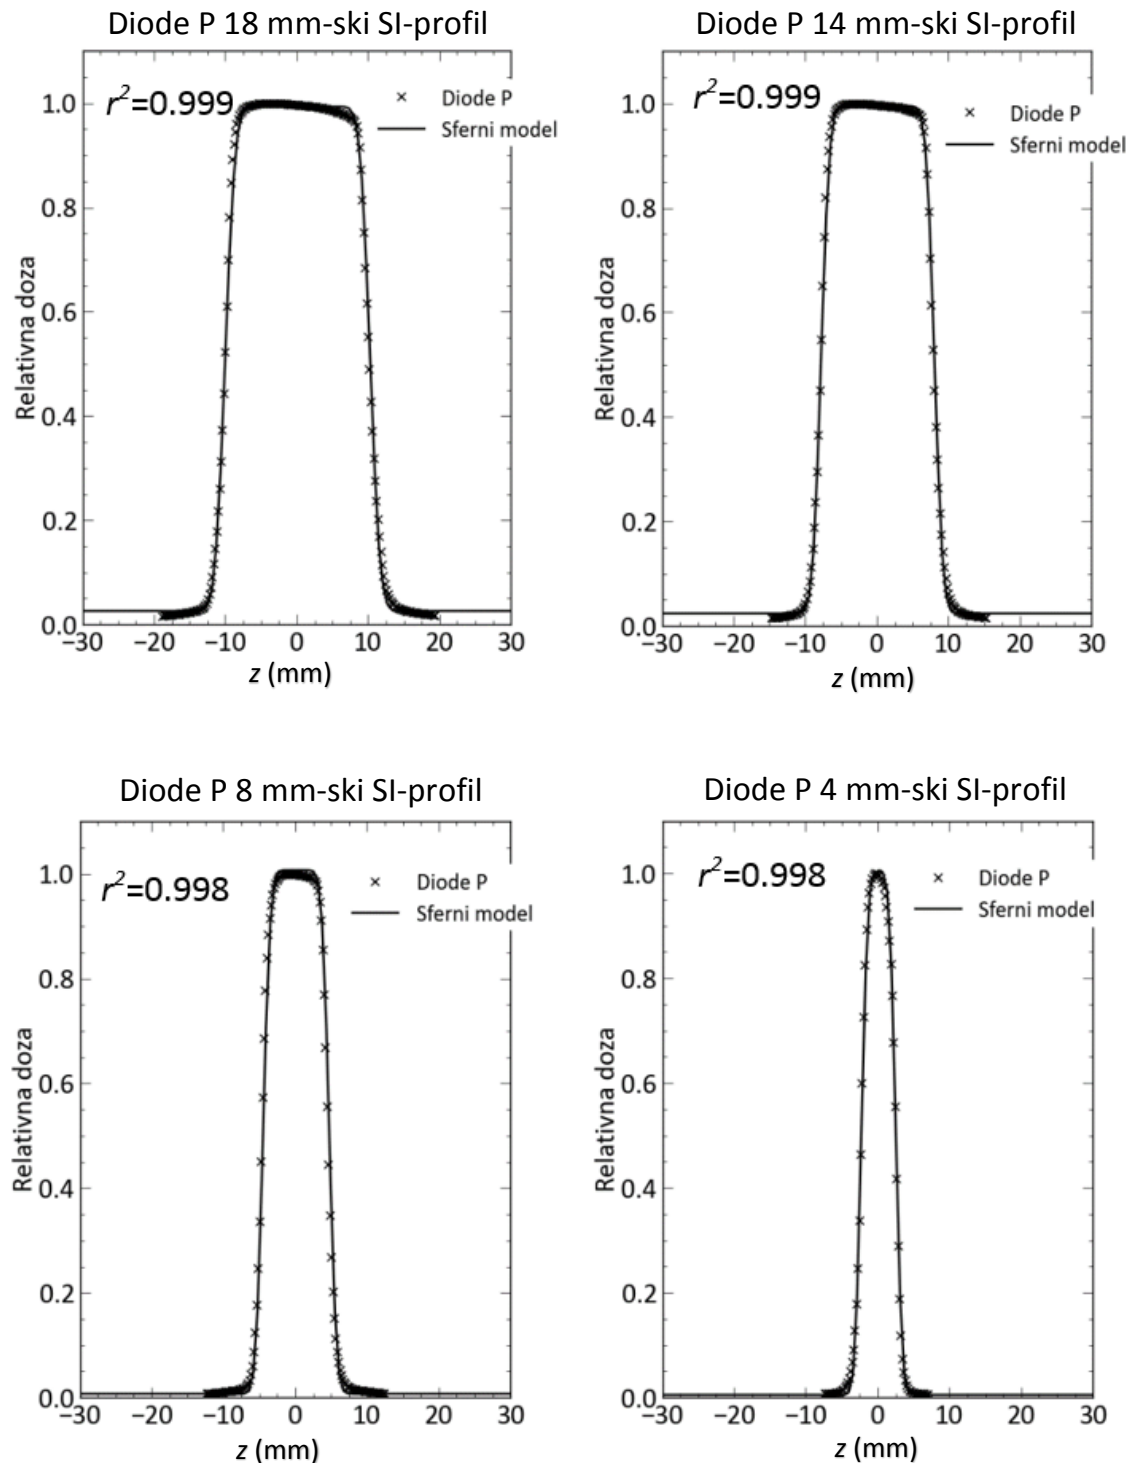 Diode P 18 mm-ski SI-profil
r²=0.999
Diode P
Sferni model
Relativna doza
1.0
0.8
0.6
0.4
0.2
0.0
−30 −20 −10 0 10 20 30
z (mm)
Diode P 14 mm-ski SI-profil
r²=0.999
Diode P
Sferni model
Relativna doza
1.0
0.8
0.6
0.4
0.2
0.0
−30 −20 −10 0 10 20 30
z (mm)
Diode P 8 mm-ski SI-profil
r²=0.998
Diode P
Sferni model
Relativna doza
1.0
0.8
0.6
0.4
0.2
0.0
−30 −20 −10 0 10 20 30
z (mm)
Diode P 4 mm-ski SI-profil
r²=0.998
Diode P
Sferni model
Relativna doza
1.0
0.8
0.6
0.4
0.2
0.0
−30 −20 −10 0 10 20 30
z (mm)